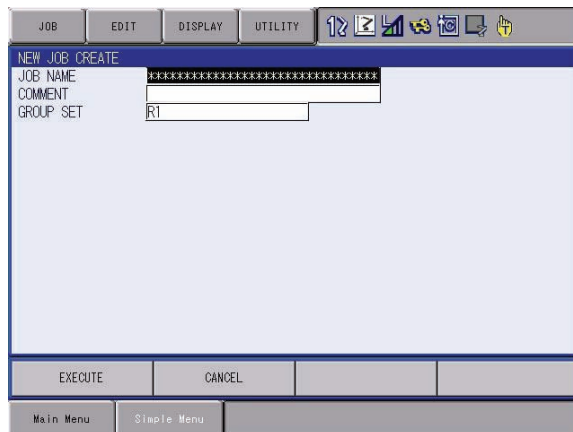 JOB EDIT DISPLAY UTILITY
NEW JOB CREATE
JOB NAME ***********************************
COMMENT
GROUP SET R1
EXECUTE CANCEL
Main Menu Simple Menu